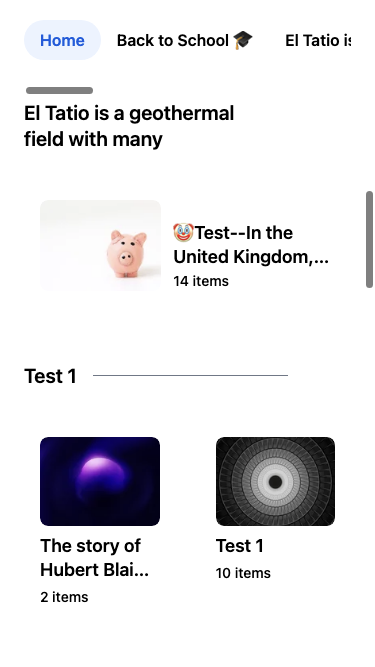 Home
Back to School 🎓
El Tatio is
El Tatio is a geothermal
field with many
🤡Test--In the
United Kingdom,...
14 items
Test 1
The story of
Hubert Blai...
2 items
Test 1
10 items